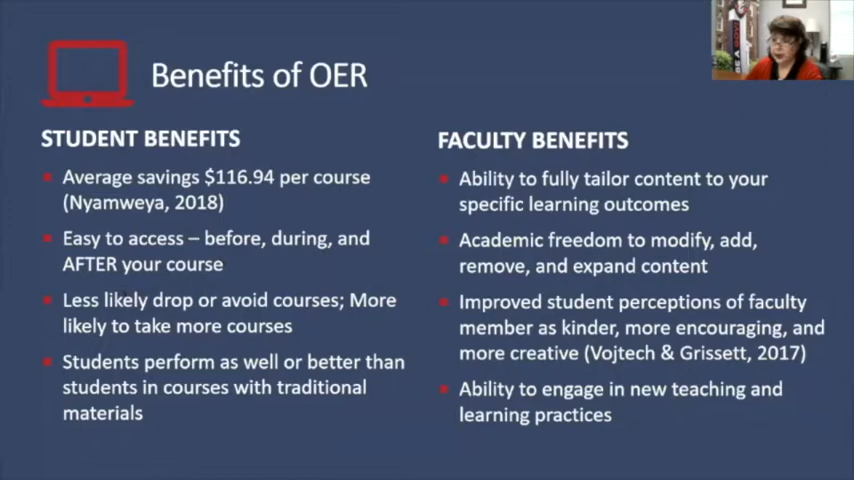 Benefits of OER
STUDENT BENEFITS
Average savings $116.94 per course
(Nyamweya, 2018)
Easy to access – before, during, and
AFTER your course
Less likely drop or avoid courses; More
likely to take more courses
Students perform as well or better than
students in courses with traditional
materials
FACULTY BENEFITS
Ability to fully tailor content to your
specific learning outcomes
Academic freedom to modify, add,
remove, and expand content
Improved student perceptions of faculty
member as kinder, more encouraging, and
more creative (Vojtech & Grissett, 2017)
Ability to engage in new teaching and
learning practices